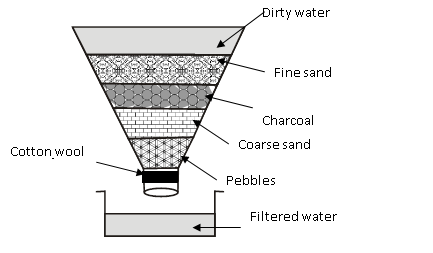 Dirty water
Fine sand
Charcoal
Coarse sand
Cotton wool
Pebbles
Filtered water